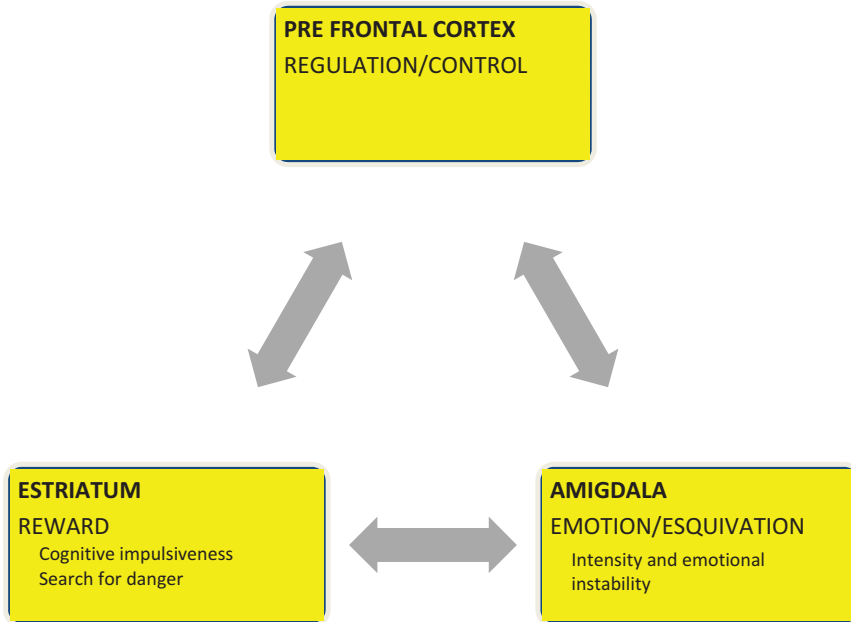 PRE FRONTAL CORTEX
REGULATION/CONTROL
ESTRIATUM
REWARD
Cognitive impulsiveness
Search for danger
AMIGDALA
EMOTION/ESQUIVATION
Intensity and emotional
instability